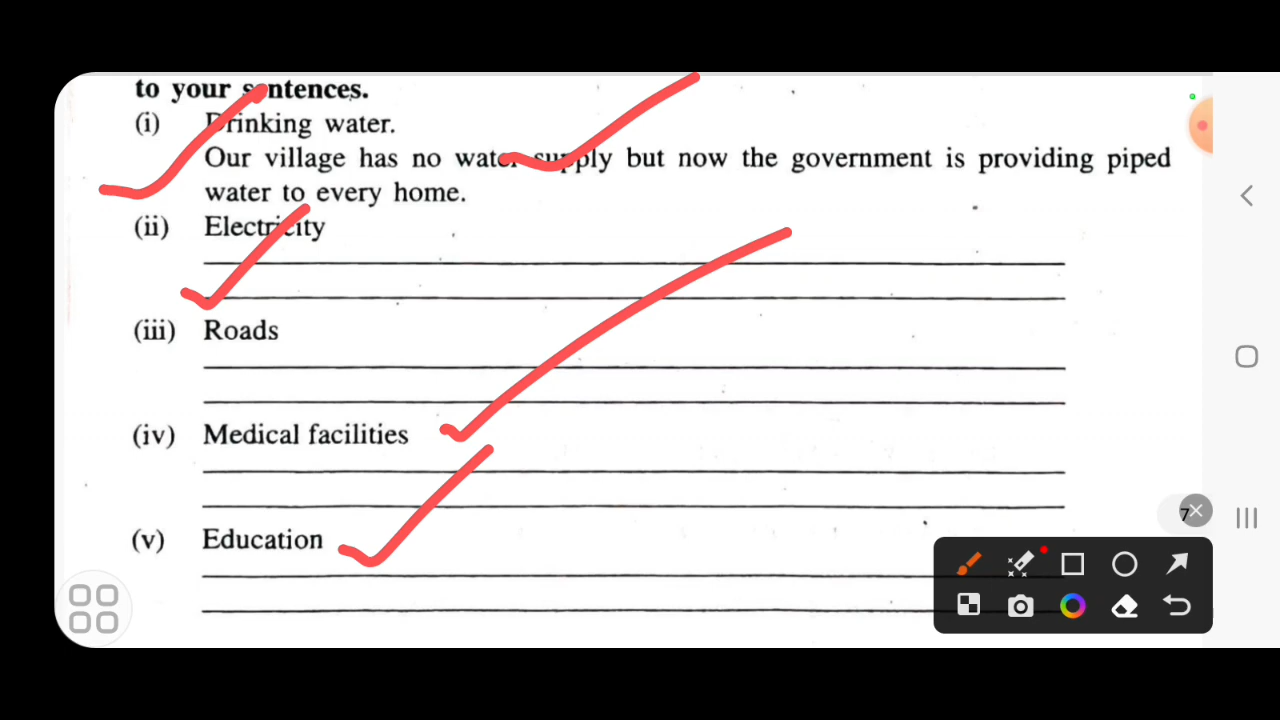 to your sentences.
(i) Drinking water.
Our village has no water supply but now the government is providing piped
water to every home.
(ii) Electricity
(iii) Roads
(iv) Medical facilities
(v) Education
7